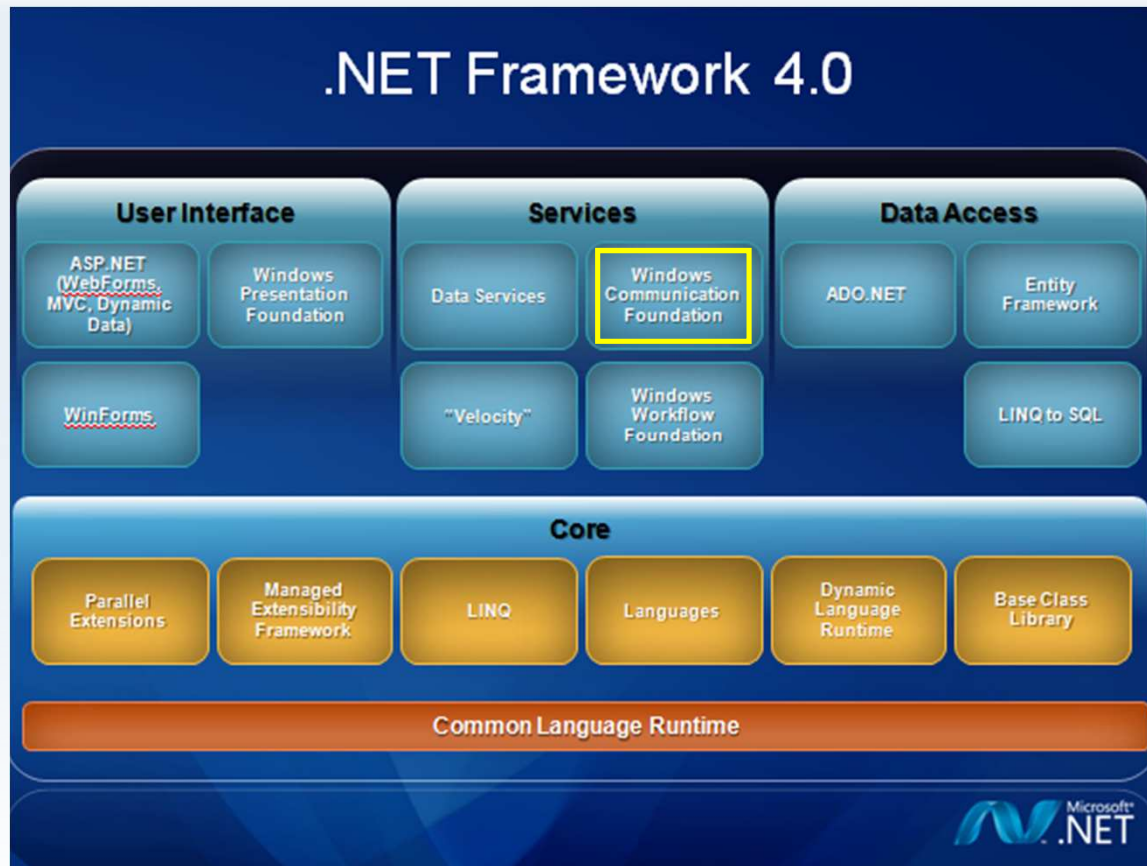 .NET Framework 4.0
User Interface
ASP.NET
(WebForms,
MVC, Dynamic
Data)
Windows
Presentation
Foundation
WinForms
Services
Data Services
Windows
Communication
Foundation
"Velocity"
Windows
Workflow
Foundation
Data Access
ADO.NET
Entity
Framework
LINQ to SQL
Core
Parallel
Extensions
Managed
Extensibility
Framework
LINQ
Languages
Dynamic
Language
Runtime
Base Class
Library
Common Language Runtime
Microsoft®
.NET